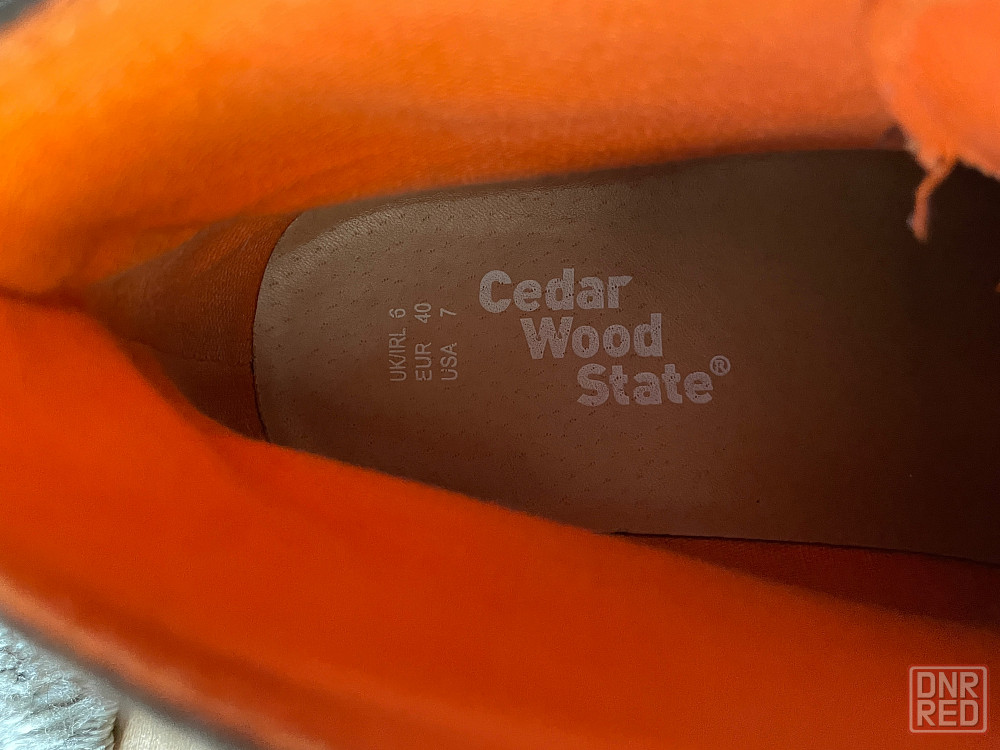 UK/IRL 6
EUR 40
USA 7
Cedar
Wood
State®
DNR
RED